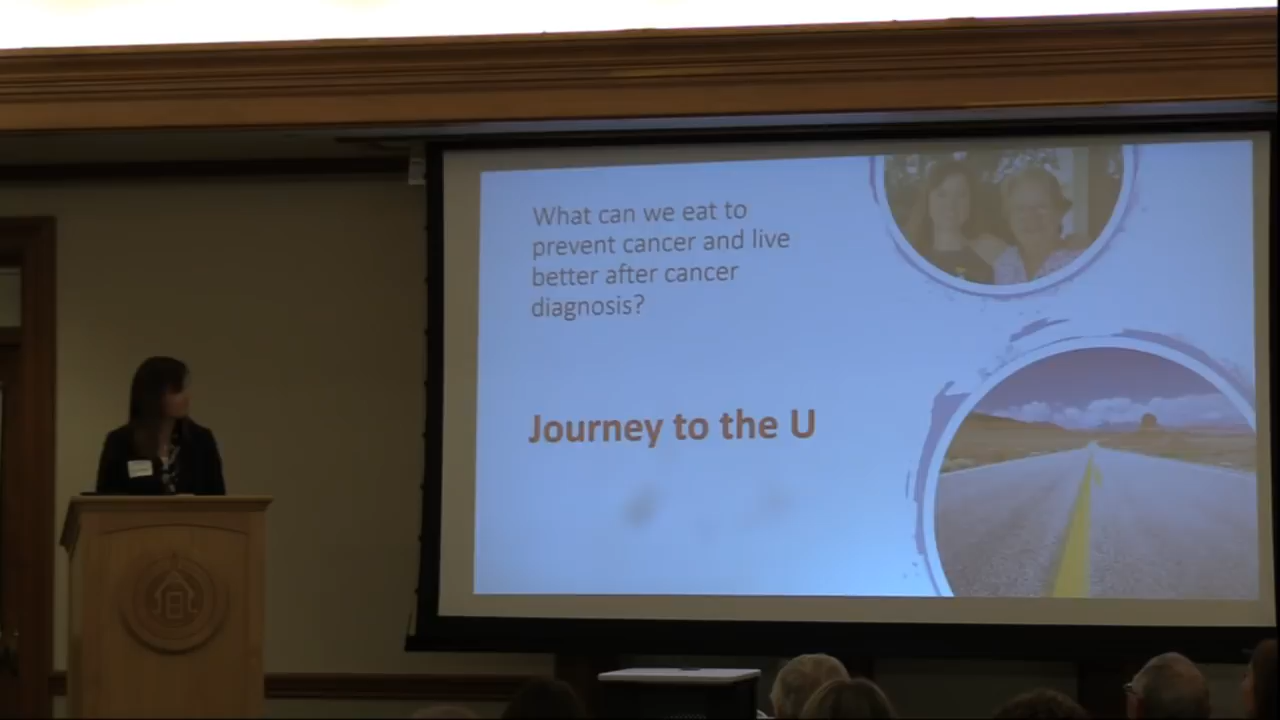 What can we eat to
prevent cancer and live
better after cancer
diagnosis?
Journey to the U